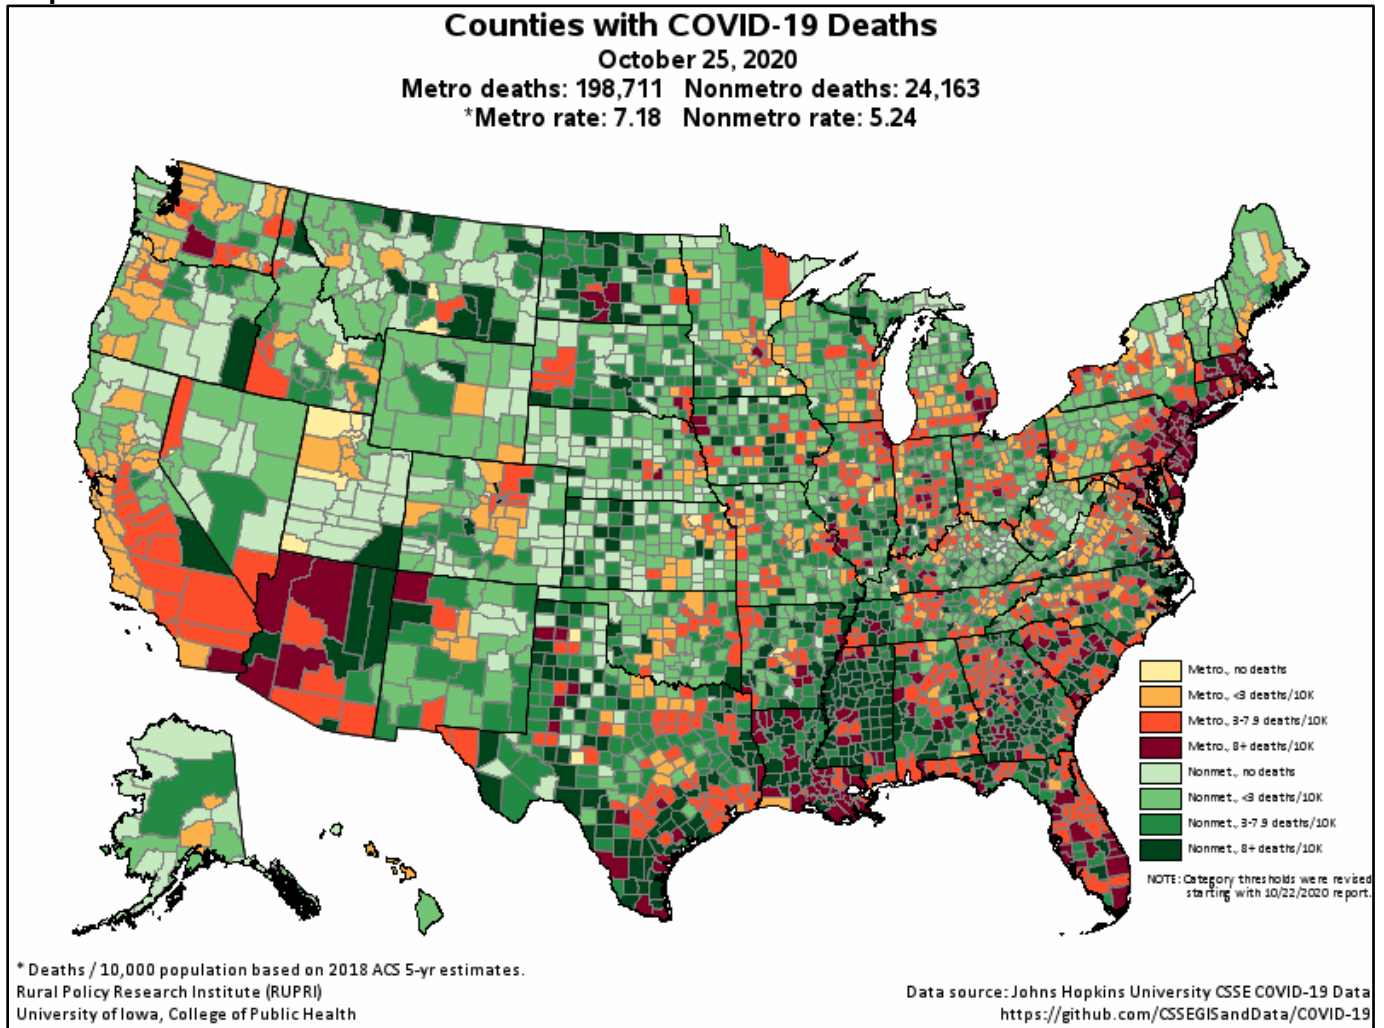 Counties with COVID-19 Deaths
October 25, 2020
Metro deaths: 198,711 Nonmetro deaths: 24,163
*Metro rate: 7.18 Nonmetro rate: 5.24
Metro., no deaths
Metro., <3 deaths/10K
Metro., 3-7.9 deaths/10K
Metro., 8+ deaths/10K
Nonmet., no deaths
Nonmet., <3 deaths/10K
Nonmet., 3-7.9 deaths/10K
Nonmet., 8+ deaths/10K
NOTE: Category thresholds were revised
starting with 10/22/2020 report.
* Deaths / 10,000 population based on 2018 ACS 5-yr estimates.
Rural Policy Research Institute (RUPRI)
University of Iowa, College of Public Health
Data source: Johns Hopkins University CSSE COVID-19 Data
https://github.com/CSSEGISandData/COVID-19